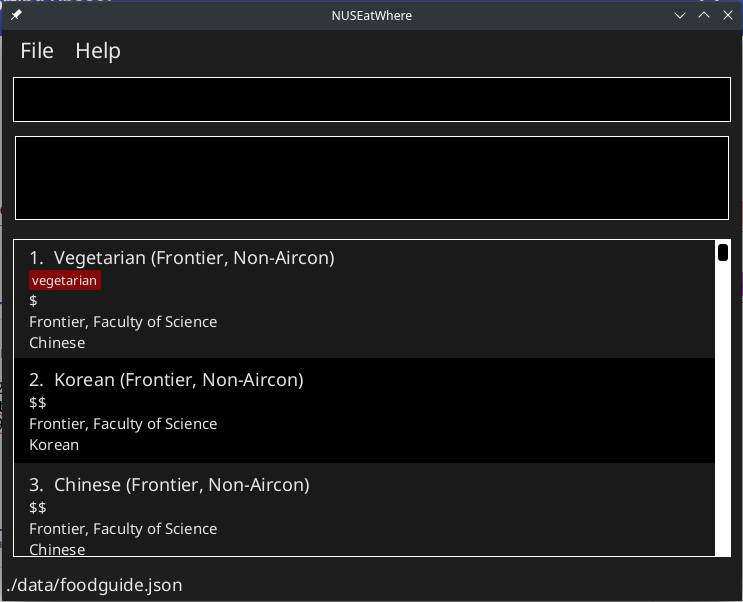 NUSEatWhere
File Help
1. Vegetarian (Frontier, Non-Aircon)
vegetarian
$
Frontier, Faculty of Science
Chinese
2. Korean (Frontier, Non-Aircon)
$$
Frontier, Faculty of Science
Korean
3. Chinese (Frontier, Non-Aircon)
$$
Frontier, Faculty of Science
Chinese
./data/foodguide.json